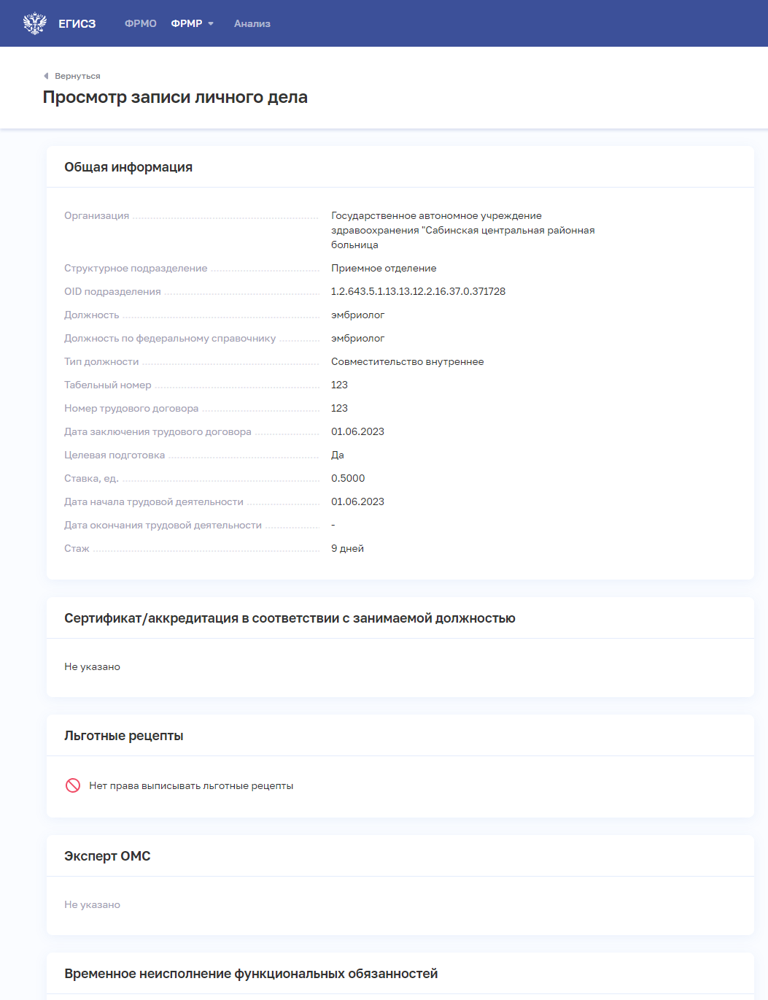 ЕГИСЗ ФРМО ФРМР Анализ
Вернуться
Просмотр записи личного дела
Общая информация
Организация Государственное автономное учреждение
здравоохранения "Сабинская центральная районная
больница
Структурное подразделение Приемное отделение
OID подразделения 1.2.643.5.1.13.13.12.2.16.37.0.371728
Должность эмбриолог
Должность по федеральному справочнику эмбриолог
Тип должности Совместительство внутреннее
Табельный номер 123
Номер трудового договора 123
Дата заключения трудового договора 01.06.2023
Целевая подготовка Да
Ставка, ед. 0.5000
Дата начала трудовой деятельности 01.06.2023
Дата окончания трудовой деятельности -
Стаж 9 дней
Сертификат/аккредитация в соответствии с занимаемой должностью
Не указано
Льготные рецепты
Нет права выписывать льготные рецепты
Эксперт ОМС
Не указано
Временное неисполнение функциональных обязанностей